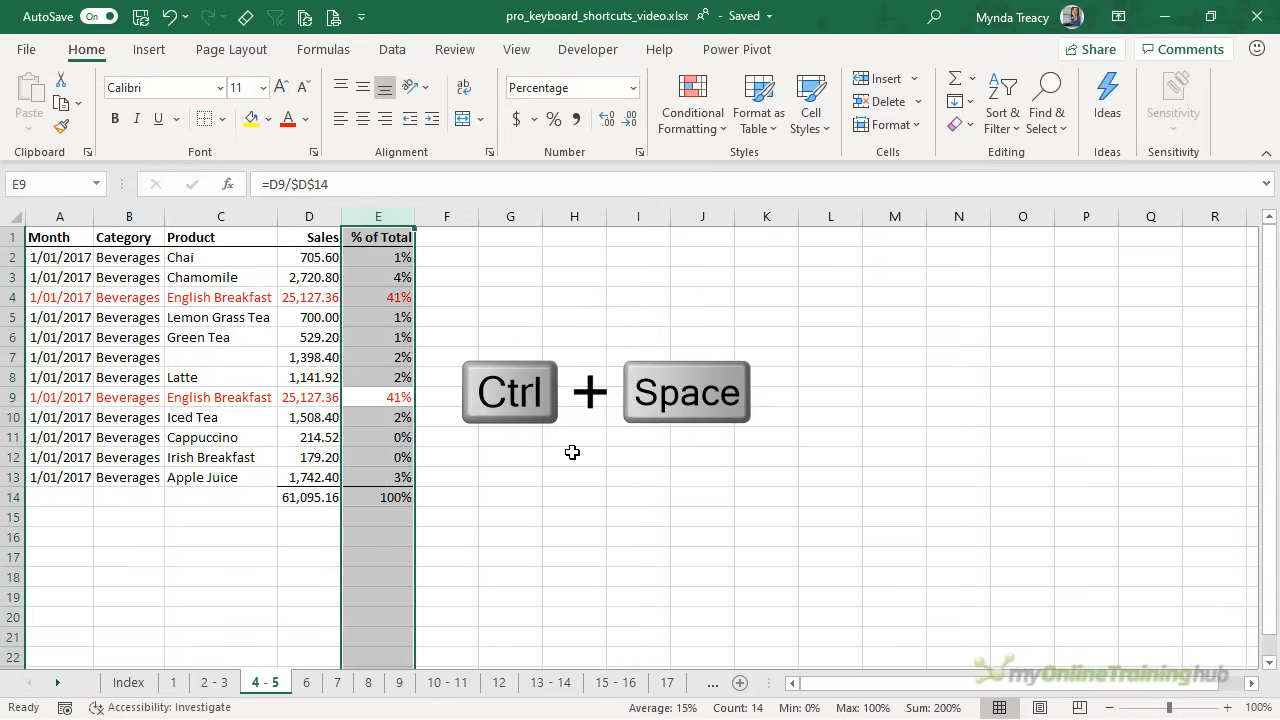 AutoSave On pro_keyboard_shortcuts_video.xlsx - Saved Mynda Treacy
File Home Insert Page Layout Formulas Data Review View Developer Help Power Pivot Share Comments
Paste Calibri 11 Percentage Conditional Formatting Format as Table Cell Styles Insert Delete Format Sort & Filter Find & Select Ideas Sensitivity
Clipboard Font Alignment Number Styles Cells Editing Ideas Sensitivity
E9 fx =D9/$D$14
A B C D E F G H I J K L M N O P Q R
1 Month Category Product Sales % of Total
2 1/01/2017 Beverages Chai 705.60 1%
3 1/01/2017 Beverages Chamomile 2,720.80 4%
4 1/01/2017 Beverages English Breakfast 25,127.36 41%
5 1/01/2017 Beverages Lemon Grass Tea 700.00 1%
6 1/01/2017 Beverages Green Tea 529.20 1%
7 1/01/2017 Beverages 1,398.40 2%
8 1/01/2017 Beverages Latte 1,141.92 2%
9 1/01/2017 Beverages English Breakfast 25,127.36 41%
10 1/01/2017 Beverages Iced Tea 1,508.40 2%
11 1/01/2017 Beverages Cappuccino 214.52 0%
12 1/01/2017 Beverages Irish Breakfast 179.20 0%
13 1/01/2017 Beverages Apple Juice 1,742.40 3%
14 61,095.16 100%
15
16
17
18
19
20
21
22
Ctrl + Space
myOnlineTraininghub
Index 1 2 - 3 4 - 5 6 7 8 9 10 - 11 12 13 - 14 15 - 16 17 ...
Ready Accessibility: Investigate Average: 15% Count: 14 Min: 0% Max: 100% Sum: 200% 100%